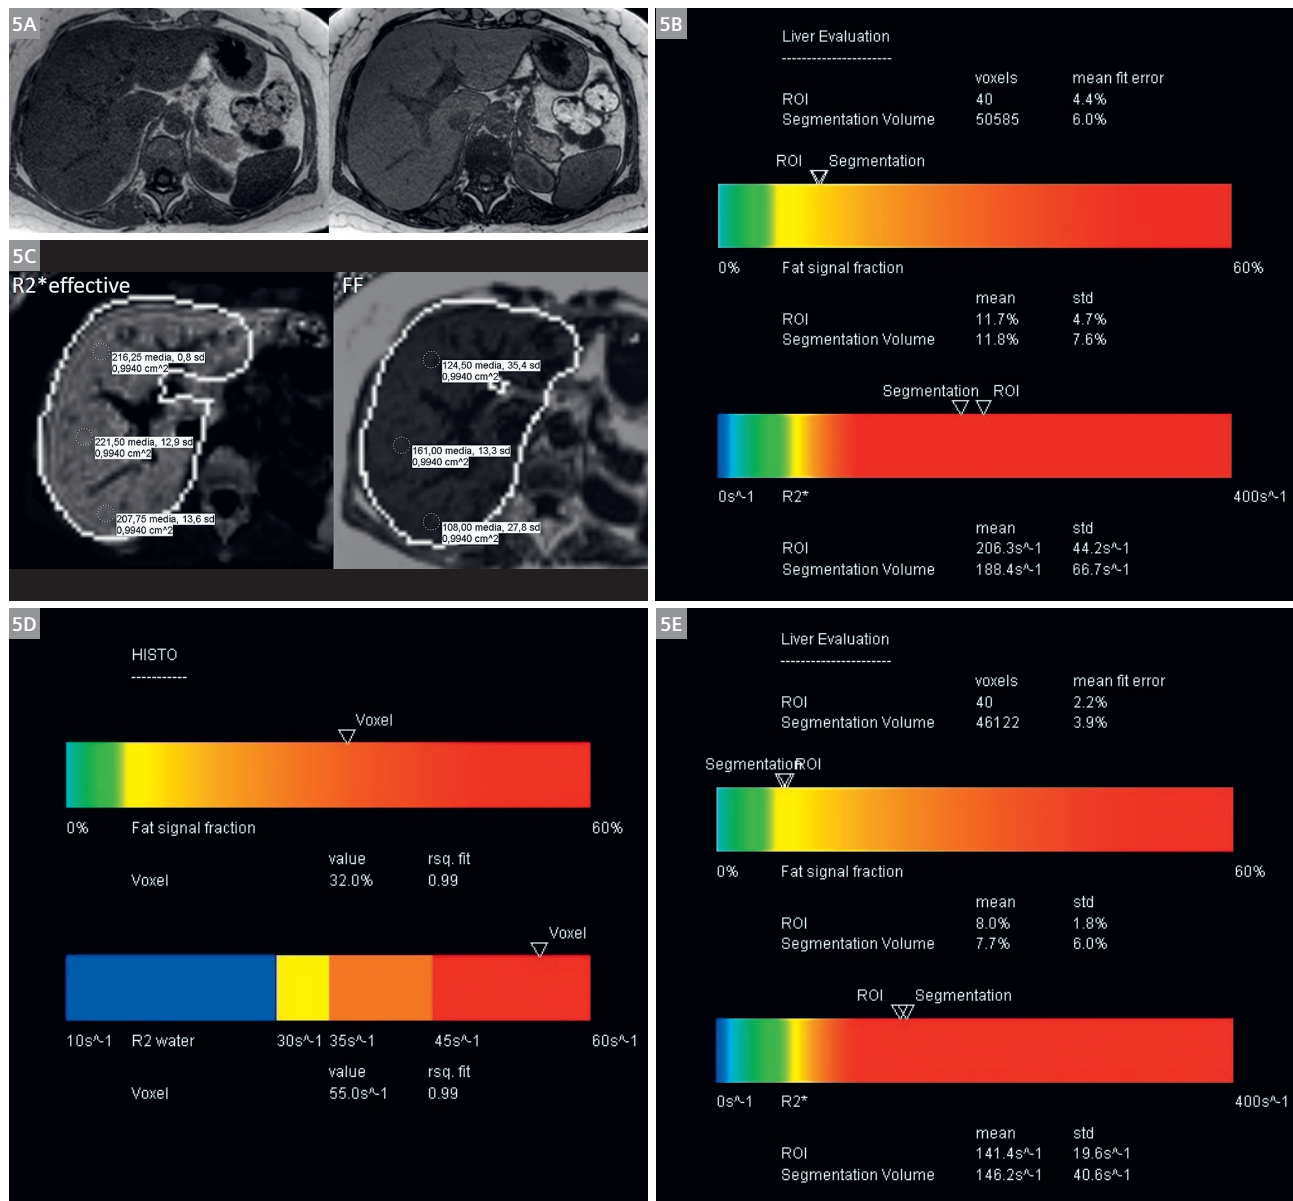 5A
5B
Liver Evaluation
----------------------
voxels mean fit error
ROI 40 4.4%
Segmentation Volume 50585 6.0%
ROI Segmentation
0% Fat signal fraction 60%
mean std
ROI 11.7% 4.7%
Segmentation Volume 11.8% 7.6%
Segmentation ROI
0s^-1 R2* 400s^-1
mean std
ROI 206.3s^-1 44.2s^-1
Segmentation Volume 188.4s^-1 66.7s^-1
5C
R2*effective FF
216,25 media, 0,8 sd
0,9940 cm^2
221,50 media, 12,9 sd
0,9940 cm^2
207,75 media, 13,6 sd
0,9940 cm^2
124,50 media, 35,4 sd
0,9940 cm^2
161,00 media, 13,3 sd
0,9940 cm^2
108,00 media, 27,8 sd
0,9940 cm^2
5D
HISTO
-----------
Voxel
0% Fat signal fraction 60%
value rsq. fit
Voxel 32.0% 0.99
Voxel
10s^-1 R2 water 30s^-1 35s^-1 45s^-1 60s^-1
value rsq. fit
Voxel 55.0s^-1 0.99
5E
Liver Evaluation
----------------------
voxels mean fit error
ROI 40 2.2%
Segmentation Volume 46122 3.9%
Segmentation ROI
0% Fat signal fraction 60%
mean std
ROI 8.0% 1.8%
Segmentation Volume 7.7% 6.0%
ROI Segmentation
0s^-1 R2* 400s^-1
mean std
ROI 141.4s^-1 19.6s^-1
Segmentation Volume 146.2s^-1 40.6s^-1